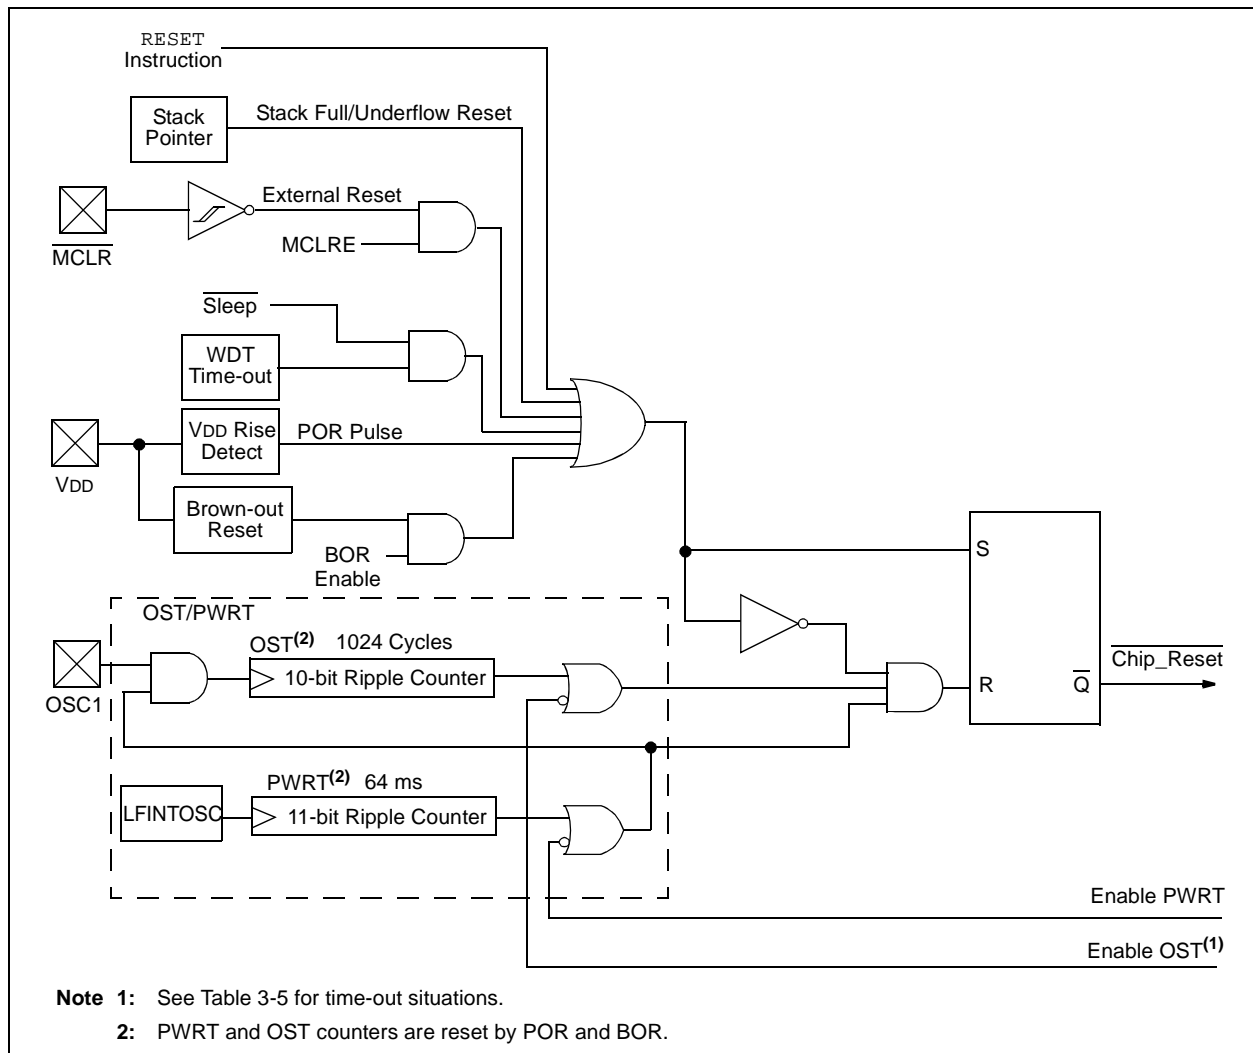 RESET
Instruction
Stack
Pointer
Stack Full/Underflow Reset
External Reset
MCLRE
MCLR
Sleep
WDT
Time-out
VDD Rise
Detect
POR Pulse
VDD
Brown-out
Reset
BOR
Enable
S
OST/PWRT
OST(2) 1024 Cycles
10-bit Ripple Counter
OSC1
R
Q
Chip_Reset
PWRT(2) 64 ms
LFINTOSC
11-bit Ripple Counter
Enable PWRT
Enable OST(1)
Note 1: See Table 3-5 for time-out situations.
2: PWRT and OST counters are reset by POR and BOR.